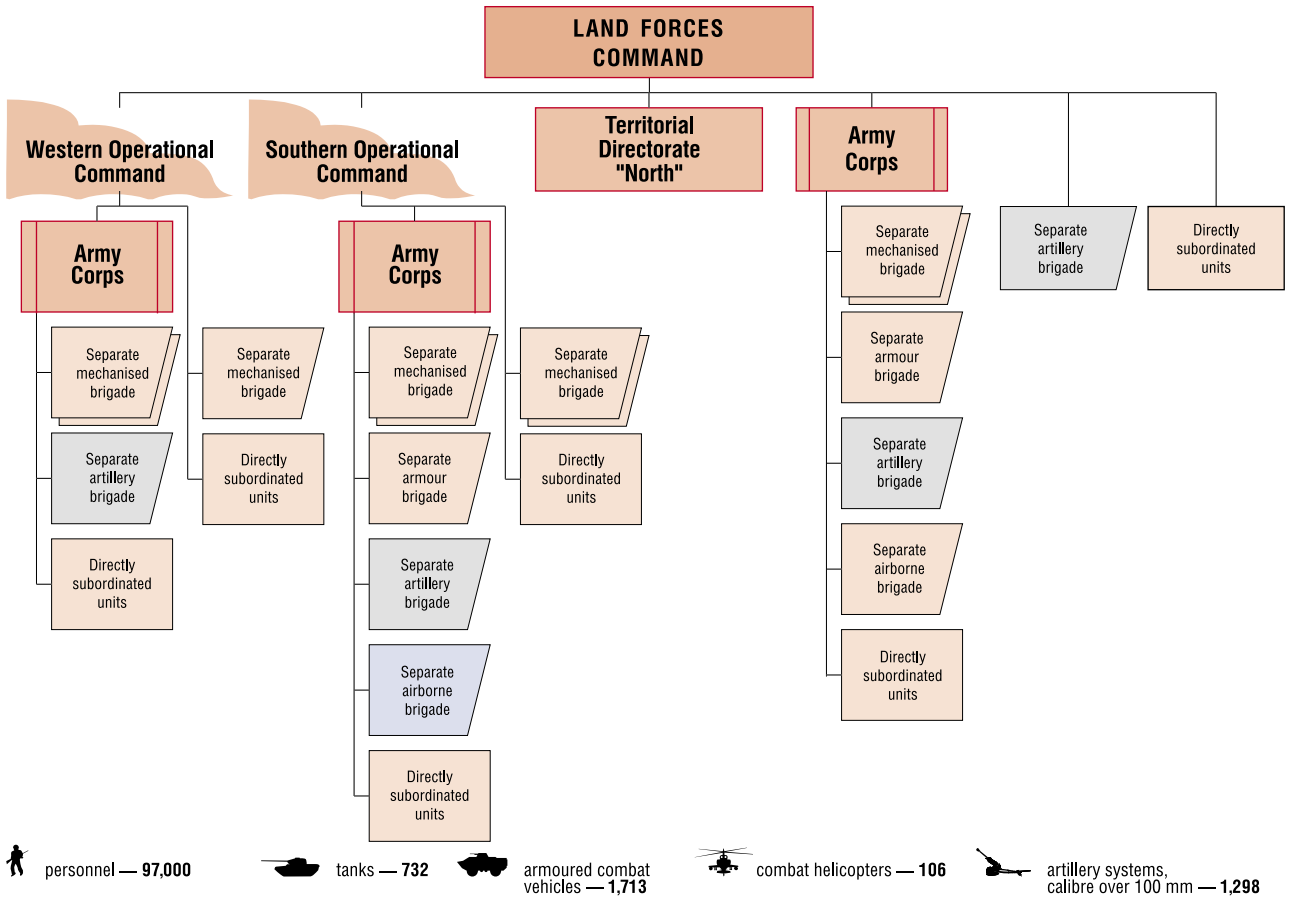 LAND FORCES
COMMAND
Western Operational
Command
Southern Operational
Command
Territorial
Directorate
"North"
Army
Corps
Army
Corps
Separate
mechanised
brigade
Separate
artillery
brigade
Directly
subordinated
units
Separate
mechanised
brigade
Directly
subordinated
units
Army
Corps
Separate
mechanised
brigade
Separate
armour
brigade
Separate
artillery
brigade
Separate
airborne
brigade
Directly
subordinated
units
Separate
mechanised
brigade
Directly
subordinated
units
Separate
mechanised
brigade
Separate
armour
brigade
Separate
artillery
brigade
Separate
airborne
brigade
Directly
subordinated
units
Separate
artillery
brigade
Directly
subordinated
units
personnel — 97,000
tanks — 732
armoured combat
vehicles — 1,713
combat helicopters — 106
artillery systems,
calibre over 100 mm — 1,298